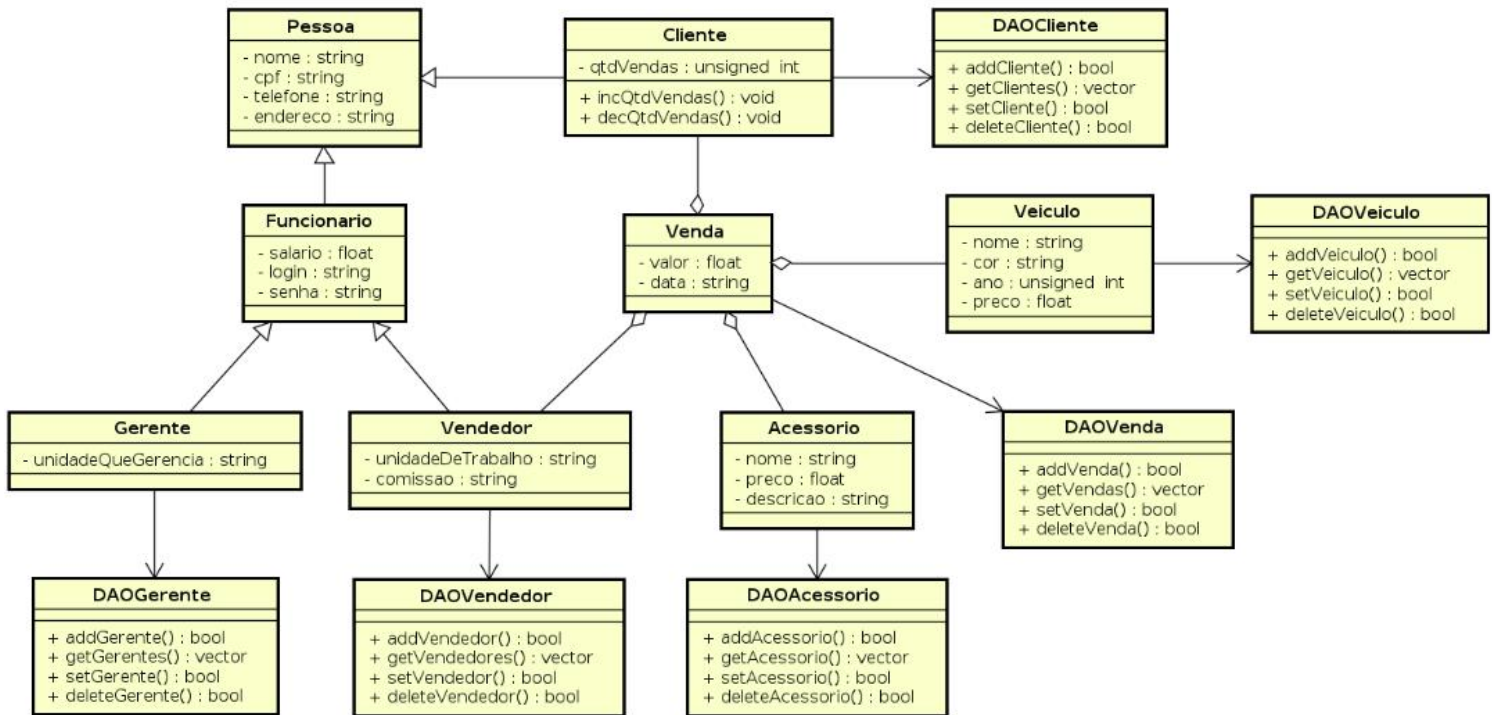 Pessoa
- nome : string
- cpf : string
- telefone : string
- endereco : string
Cliente
- qtdVendas : unsigned int
+ incQtdVendas() : void
+ decQtdVendas() : void
DAOCliente
+ addCliente() : bool
+ getClientes() : vector
+ setCliente() : bool
+ deleteCliente() : bool
Funcionario
- salario : float
- login : string
- senha : string
Venda
- valor : float
- data : string
Veiculo
- nome : string
- cor : string
- ano : unsigned int
- preco : float
DAOVeiculo
+ addVeiculo() : bool
+ getVeiculo() : vector
+ setVeiculo() : bool
+ deleteVeiculo() : bool
Gerente
- unidadeQueGerencia : string
Vendedor
- unidadeDeTrabalho : string
- comissao : string
Acessorio
- nome : string
- preco : float
- descricao : string
DAOVenda
+ addVenda() : bool
+ getVendas() : vector
+ setVenda() : bool
+ deleteVenda() : bool
DAOGerente
+ addGerente() : bool
+ getGerentes() : vector
+ setGerente() : bool
+ deleteGerente() : bool
DAOVendedor
+ addVendedor() : bool
+ getVendedores() : vector
+ setVendedor() : bool
+ deleteVendedor() : bool
DAOAcessorio
+ addAcessorio() : bool
+ getAcessorio() : vector
+ setAcessorio() : bool
+ deleteAcessorio() : bool